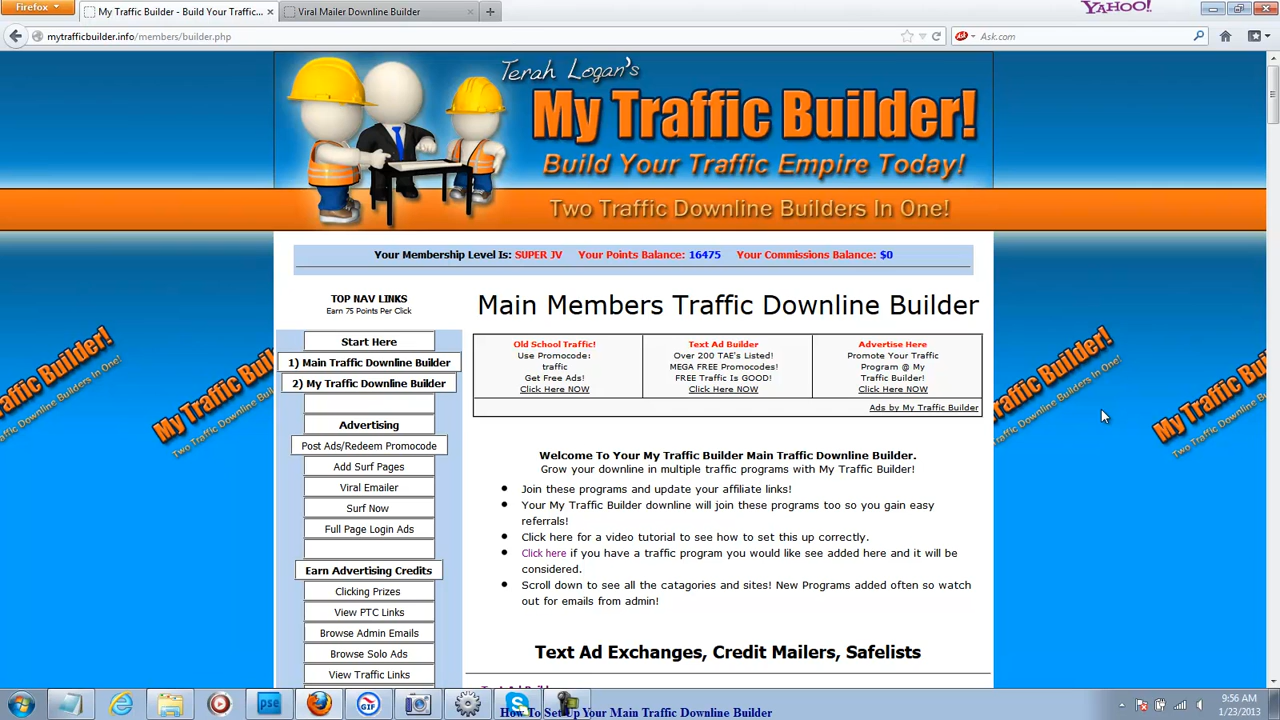 Firefox
My Traffic Builder - Build Your Traffic...
Viral Mailer Downline Builder
YAHOO!
mytrafficbuilder.info/members/builder.php
Ask.com
Terah Logan's
My Traffic Builder!
Build Your Traffic Empire Today!
Two Traffic Downline Builders In One!
Your Membership Level Is: SUPER JV Your Points Balance: 16475 Your Commissions Balance: $0
TOP NAV LINKS
Earn 75 Points Per Click
Start Here
1) Main Traffic Downline Builder
2) My Traffic Downline Builder
Advertising
Post Ads/Redeem Promocode
Add Surf Pages
Viral Emailer
Surf Now
Full Page Login Ads
Earn Advertising Credits
Clicking Prizes
View PTC Links
Browse Admin Emails
Browse Solo Ads
View Traffic Links
Main Members Traffic Downline Builder
Old School Traffic!
Use Promocode:
traffic
Get Free Ads!
Click Here NOW
Text Ad Builder
Over 200 TAE's Listed!
MEGA FREE Promocodes!
FREE Traffic Is GOOD!
Click Here NOW
Advertise Here
Promote Your Traffic
Program @ My
Traffic Builder!
Click Here NOW
Ads by My Traffic Builder
Welcome To Your My Traffic Builder Main Traffic Downline Builder.
Grow your downline in multiple traffic programs with My Traffic Builder!
Join these programs and update your affiliate links!
Your My Traffic Builder downline will join these programs too so you gain easy
referrals!
Click here for a video tutorial to see how to set this up correctly.
Click here if you have a traffic program you would like see added here and it will be
considered.
Scroll down to see all the catagories and sites! New Programs added often so watch
out for emails from admin!
Text Ad Exchanges, Credit Mailers, Safelists
How To Set Up Your Main Traffic Downline Builder
pse
GIF
9:56 AM
1/23/2013